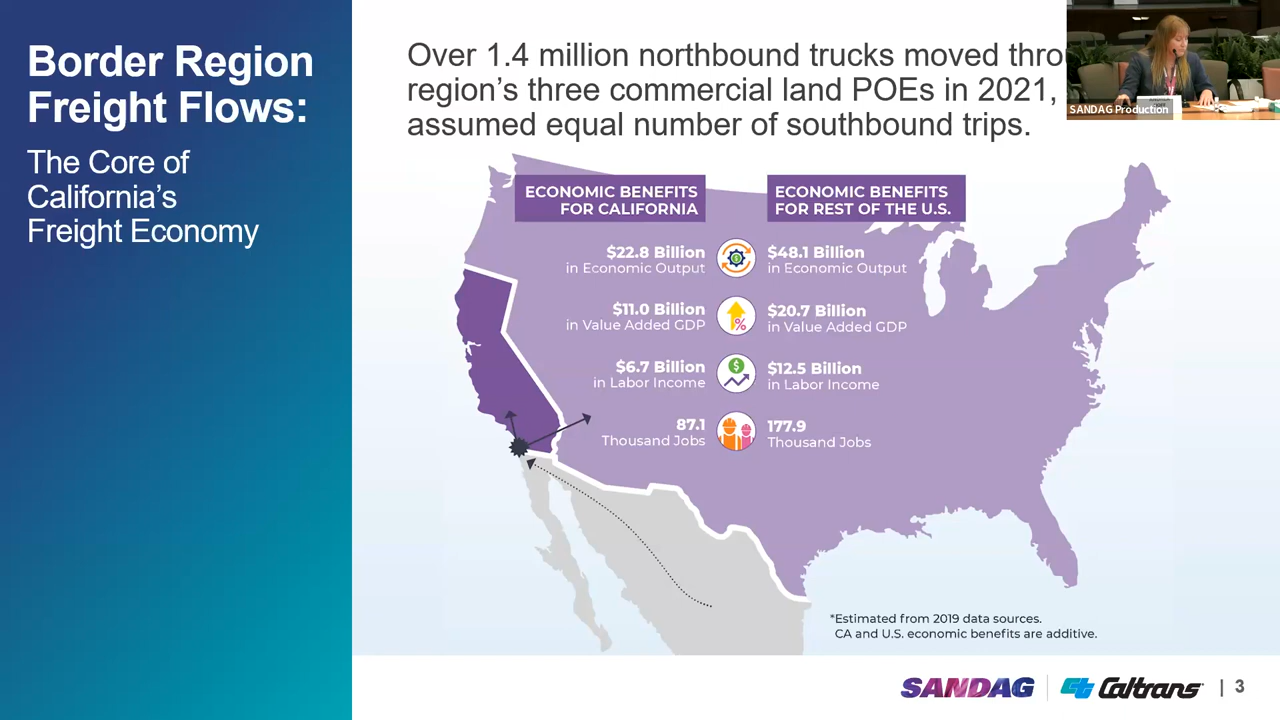 Border Region
Freight Flows:
The Core of
California's
Freight Economy
Over 1.4 million northbound trucks moved thro
region's three commercial land POEs in 2021,
assumed equal number of southbound trips.
SANDAG Production
ECONOMIC BENEFITS
FOR CALIFORNIA
ECONOMIC BENEFITS
FOR REST OF THE U.S.
$22.8 Billion
in Economic Output
$48.1 Billion
in Economic Output
$11.0 Billion
in Value Added GDP
$20.7 Billion
in Value Added GDP
$6.7 Billion
in Labor Income
$12.5 Billion
in Labor Income
87.1
Thousand Jobs
177.9
Thousand Jobs
*Estimated from 2019 data sources.
CA and U.S. economic benefits are additive.
SANDAG
Caltrans
| 3